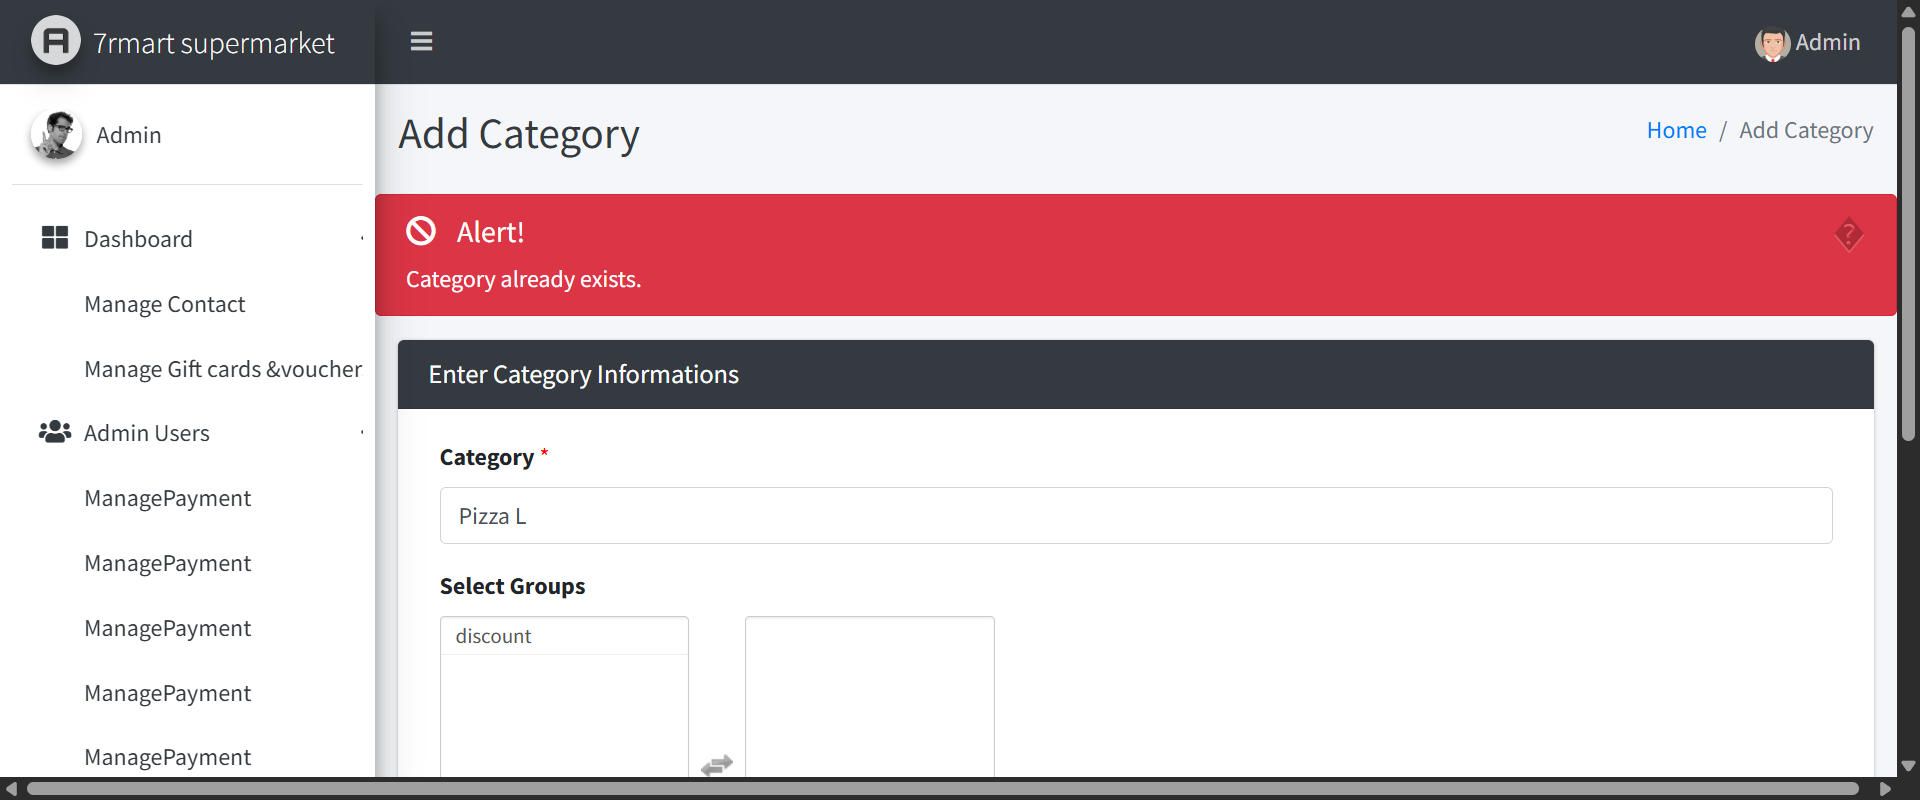 7rmart supermarket
Admin
Admin
Dashboard
Manage Contact
Manage Gift cards &voucher
Admin Users
ManagePayment
ManagePayment
ManagePayment
ManagePayment
ManagePayment
Add Category
Home / Add Category
Alert!
Category already exists.
Enter Category Informations
Category *
Pizza L
Select Groups
discount